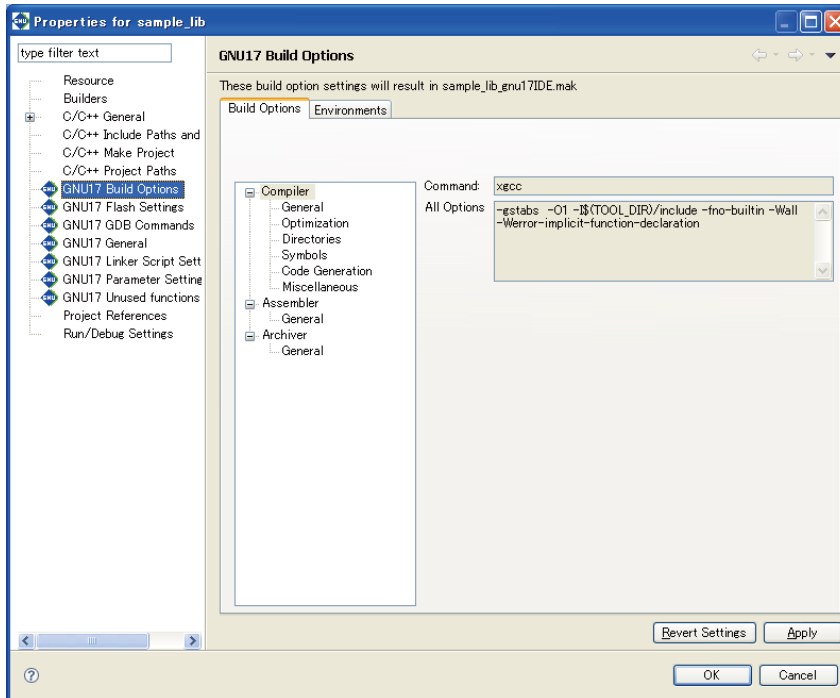 Properties for sample_lib
type filter text
Resource
Builders
C/C++ General
C/C++ Include Paths and
C/C++ Make Project
C/C++ Project Paths
GNU17 Build Options
GNU17 Flash Settings
GNU17 GDB Commands
GNU17 General
GNU17 Linker Script Sett
GNU17 Parameter Setting
GNU17 Unused functions
Project References
Run/Debug Settings
GNU17 Build Options
These build option settings will result in sample_lib_gnu17IDE.mak
Build Options
Environments
Compiler
General
Optimization
Directories
Symbols
Code Generation
Miscellaneous
Assembler
General
Archiver
General
Command:
xgcc
All Options
-gstabs -O1 -I$(TOOL_DIR)/include -fno-builtin -Wall
-Werror-implicit-function-declaration
Revert Settings
Apply
OK
Cancel